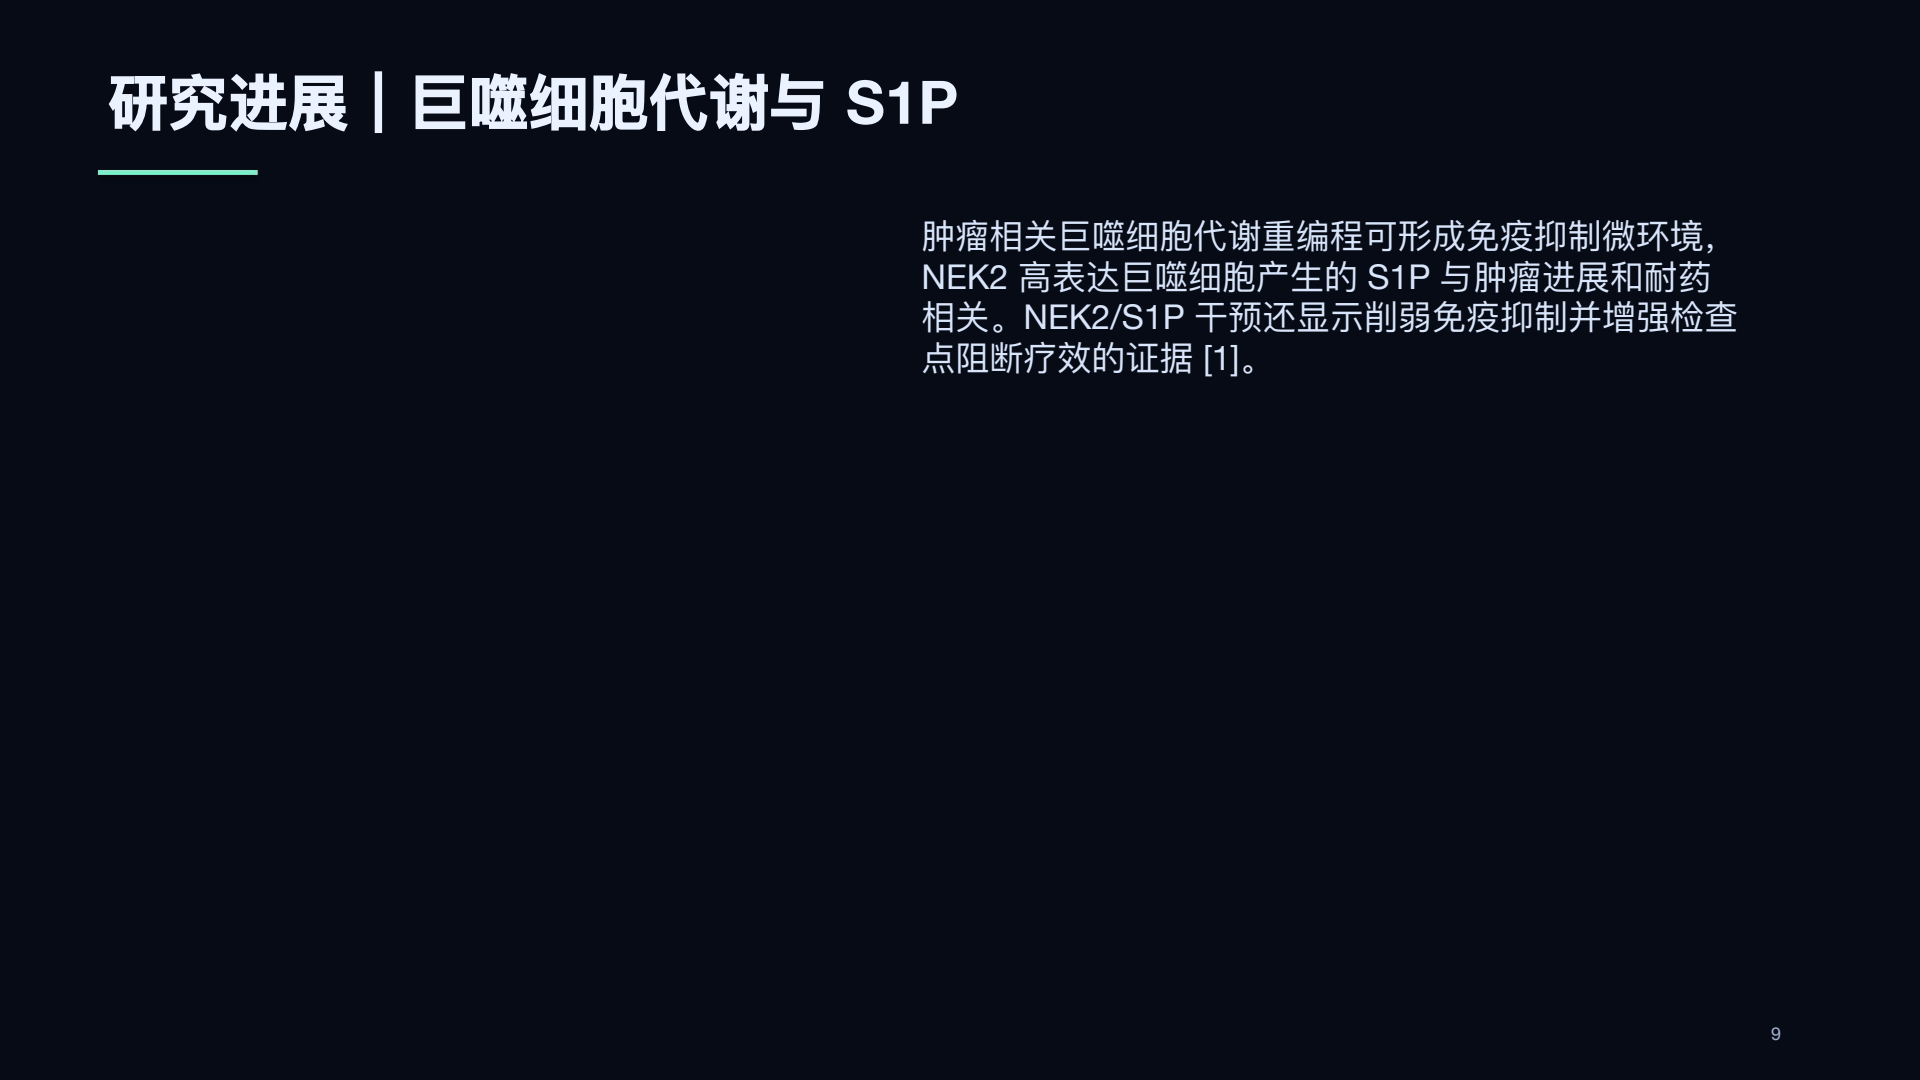 研究进展｜巨噬细胞代谢与 S1P
肿瘤相关巨噬细胞代谢重编程可形成免疫抑制微环境，
NEK2 高表达巨噬细胞产生的 S1P 与肿瘤进展和耐药
相关。NEK2/S1P 干预还显示削弱免疫抑制并增强检查
点阻断疗效的证据 [1]。
9